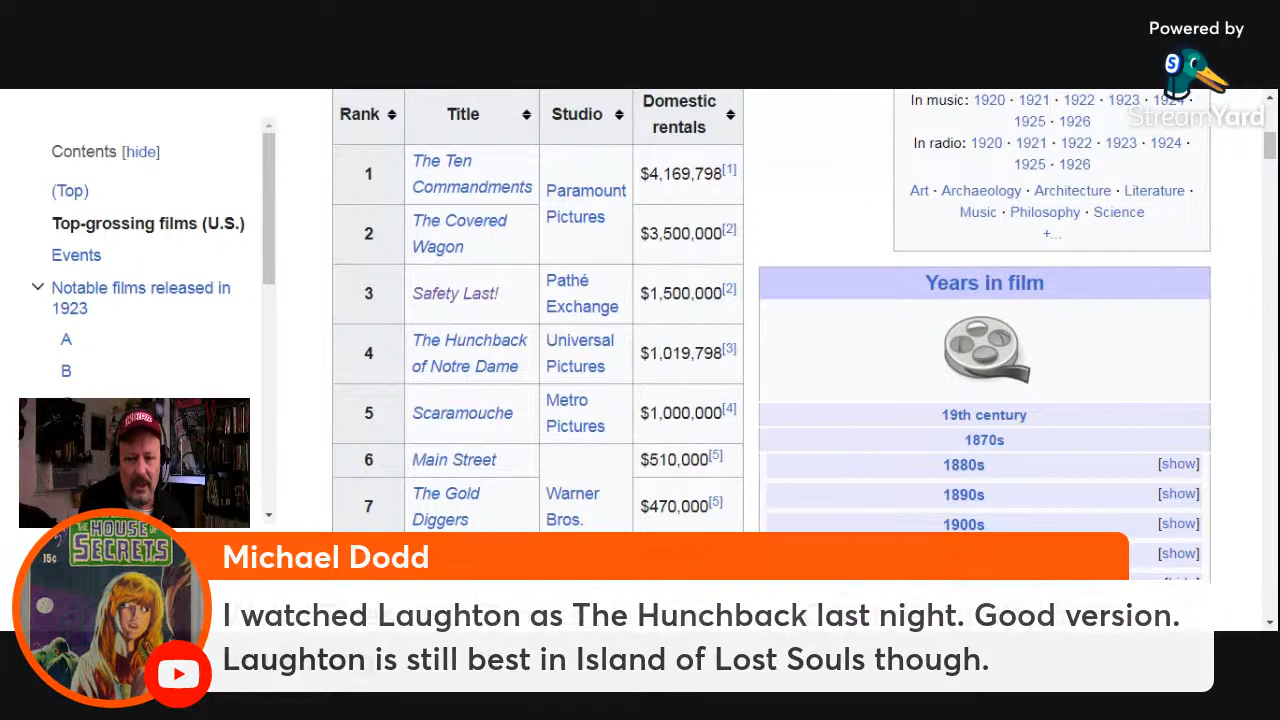 Powered by
StreamYard
Contents [hide]
(Top)
Top-grossing films (U.S.)
Events
Notable films released in
1923
A
B
Rank
Title
Studio
Domestic
rentals
1
The Ten
Commandments
Paramount
Pictures
$4,169,798[1]
2
The Covered
Wagon
$3,500,000[2]
3
Safety Last!
Pathé
Exchange
$1,500,000[2]
4
The Hunchback
of Notre Dame
Universal
Pictures
$1,019,798[3]
5
Scaramouche
Metro
Pictures
$1,000,000[4]
6
Main Street
$510,000[5]
7
The Gold
Diggers
Warner
Bros.
$470,000[5]
In music: 1920 · 1921 · 1922 · 1923 · 1924 ·
1925 · 1926
In radio: 1920 · 1921 · 1922 · 1923 · 1924 ·
1925 · 1926
Art · Archaeology · Architecture · Literature ·
Music · Philosophy · Science
+...
Years in film
19th century
1870s
1880s [show]
1890s [show]
1900s [show]
[show]
THE HOUSE OF
SECRETS
15¢
Michael Dodd
I watched Laughton as The Hunchback last night. Good version.
Laughton is still best in Island of Lost Souls though.